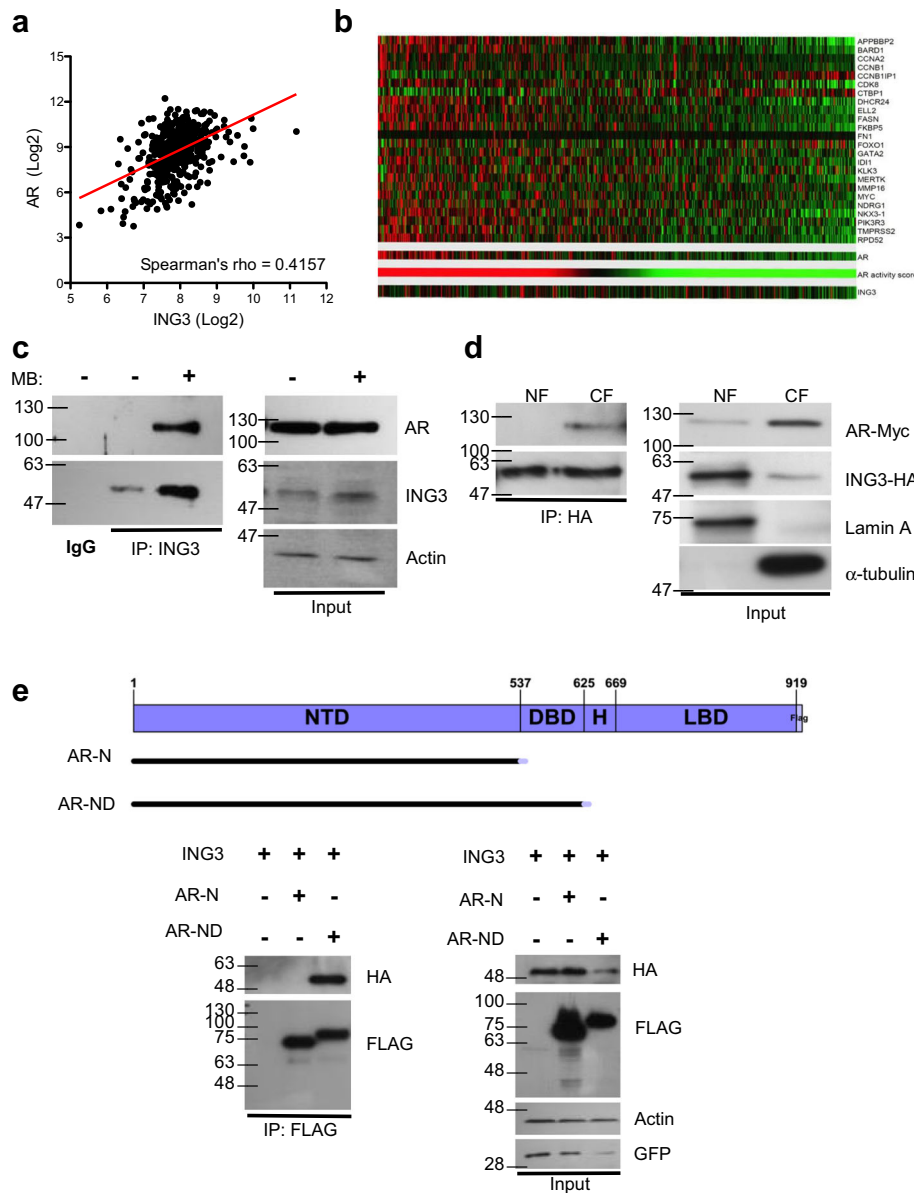 a
15
12
9
6
3
0
AR (Log2)
5 6 7 8 9 10 11 12
ING3 (Log2)
Spearman's rho = 0.4157
b
APPBBP2
BARD1
CCNA2
CCNB1
CCNB1IP1
CDK8
CTBP1
DHCR24
ELL2
FASN
FKBP5
FN1
FOXO1
GATA2
IDI1
KLK3
MERTK
MMP16
MYC
NDRG1
NKX3-1
PIK3R3
TMPRSS2
RPD52
AR
AR activity score
ING3
c
MB: - - + - +
130
100
63
47
IgG IP: ING3
130
100
63
47
47
AR
ING3
Actin
Input
d
NF CF
130
100
63
63
47
IP: HA
NF CF
130
100
63
47
75
47
AR-Myc
ING3-HA
Lamin A
α-tubulin
Input
e
1 537 625 669 919
NTD DBD H LBD Flag
AR-N
AR-ND
ING3 + + +
AR-N - + -
AR-ND - - +
63
48
HA
130
100
75
63
48
FLAG
IP: FLAG
ING3 + + +
AR-N - + -
AR-ND - - +
48
HA
100
75
63
48
FLAG
48
Actin
28
GFP
Input